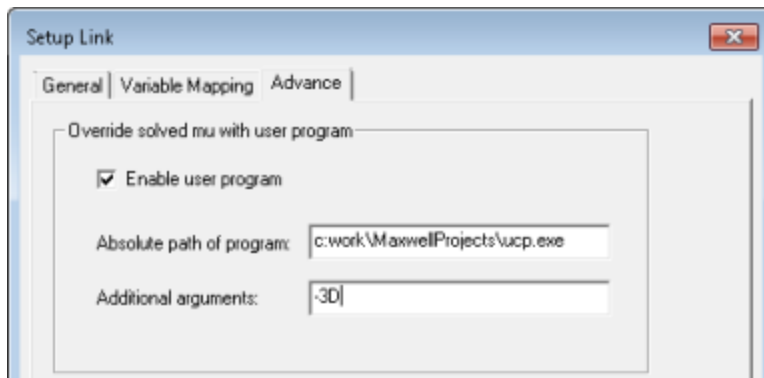 Setup Link
General Variable Mapping Advance
Override solved mu with user program
Enable user program
Absolute path of program: c:work\MaxwellProjects\ucp.exe
Additional arguments: -3D